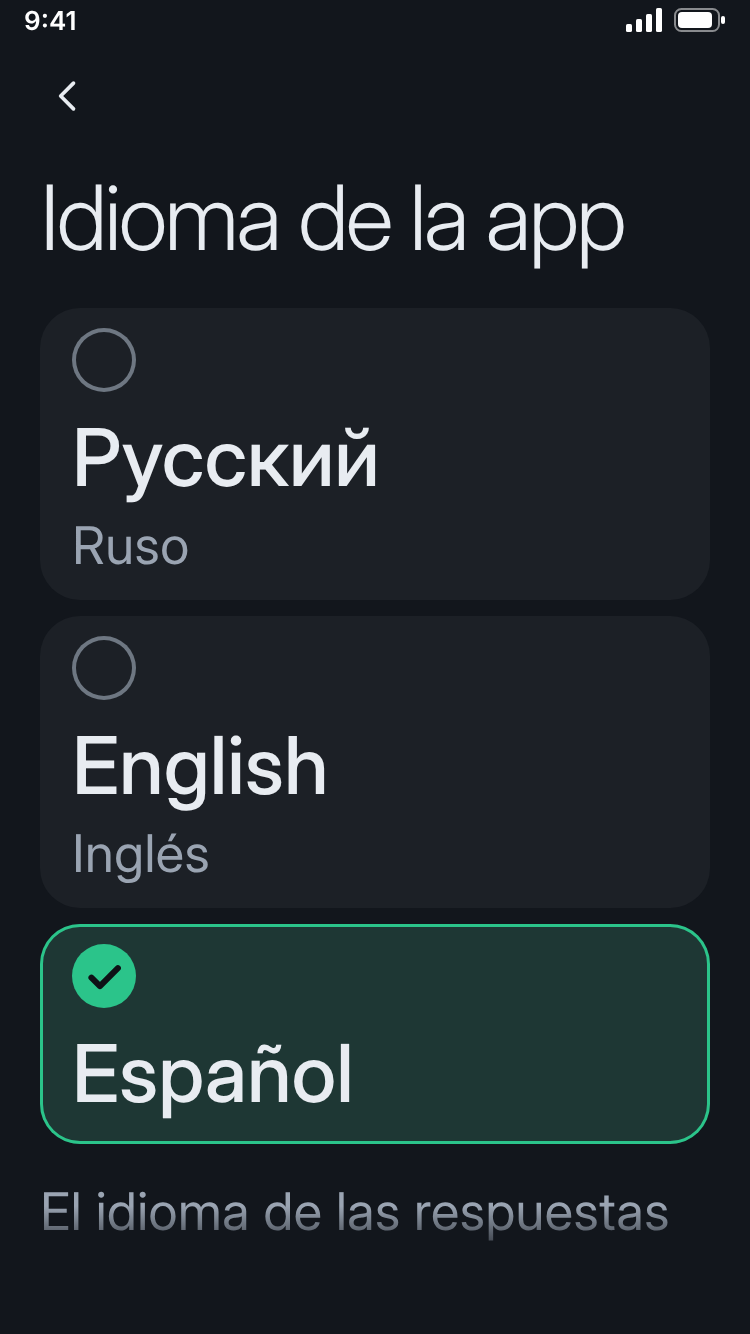 9:41
Idioma de la app
Русский
Ruso
English
Inglés
Español
El idioma de las respuestas